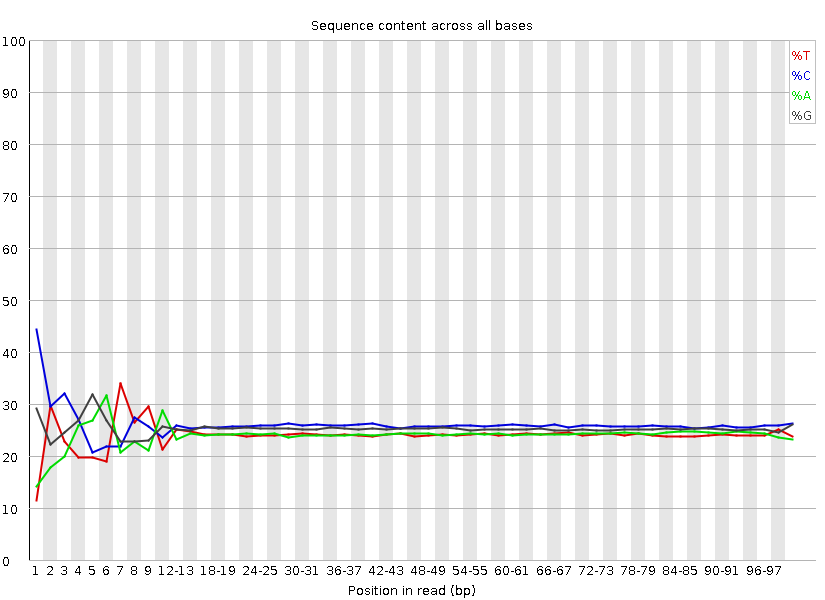 Sequence content across all bases
100
90
80
70
60
50
40
30
20
10
0
%T
%C
%A
%G
1 2 3 4 5 6 7 8 9 12-13 18-19 24-25 30-31 36-37 42-43 48-49 54-55 60-61 66-67 72-73 78-79 84-85 90-91 96-97
Position in read (bp)